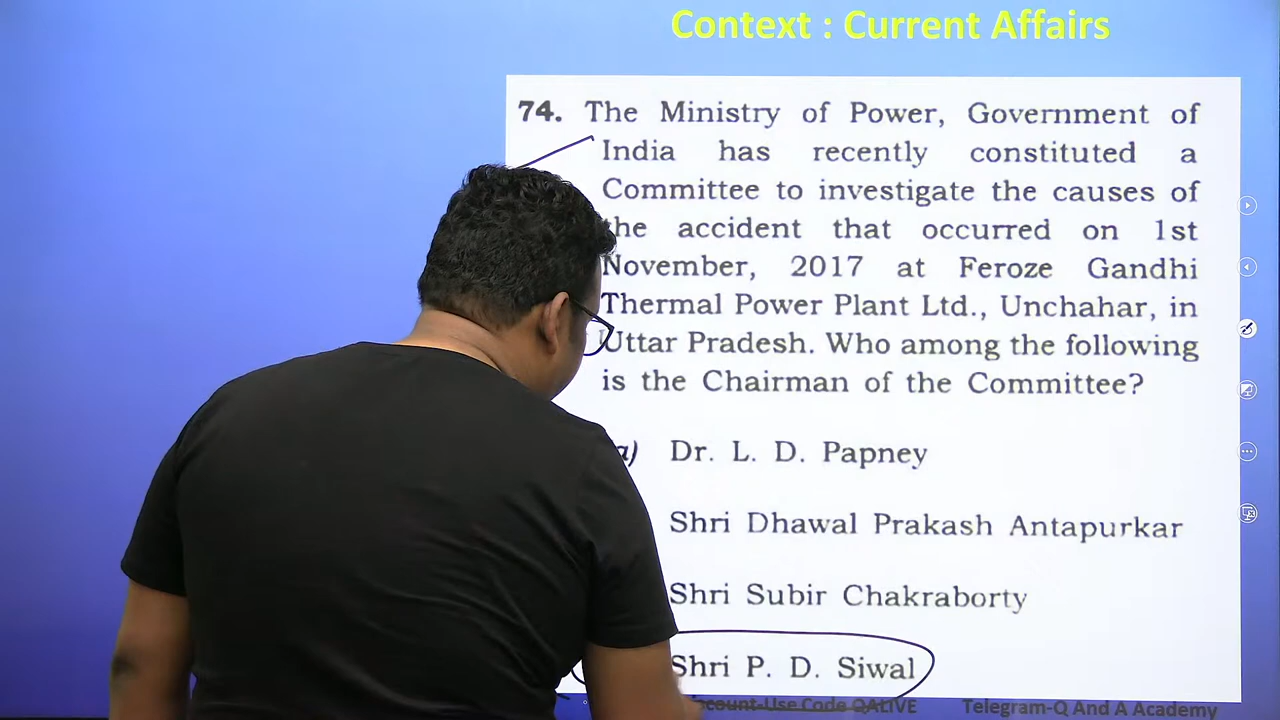 Context : Current Affairs
74. The Ministry of Power, Government of
India has recently constituted a
Committee to investigate the causes of
the accident that occurred on 1st
November, 2017 at Feroze Gandhi
Thermal Power Plant Ltd., Unchahar, in
Uttar Pradesh. Who among the following
is the Chairman of the Committee?
a) Dr. L. D. Papney
Shri Dhawal Prakash Antapurkar
Shri Subir Chakraborty
Shri P. D. Siwal
Use Code QALIVE Telegram-Q And A Academy